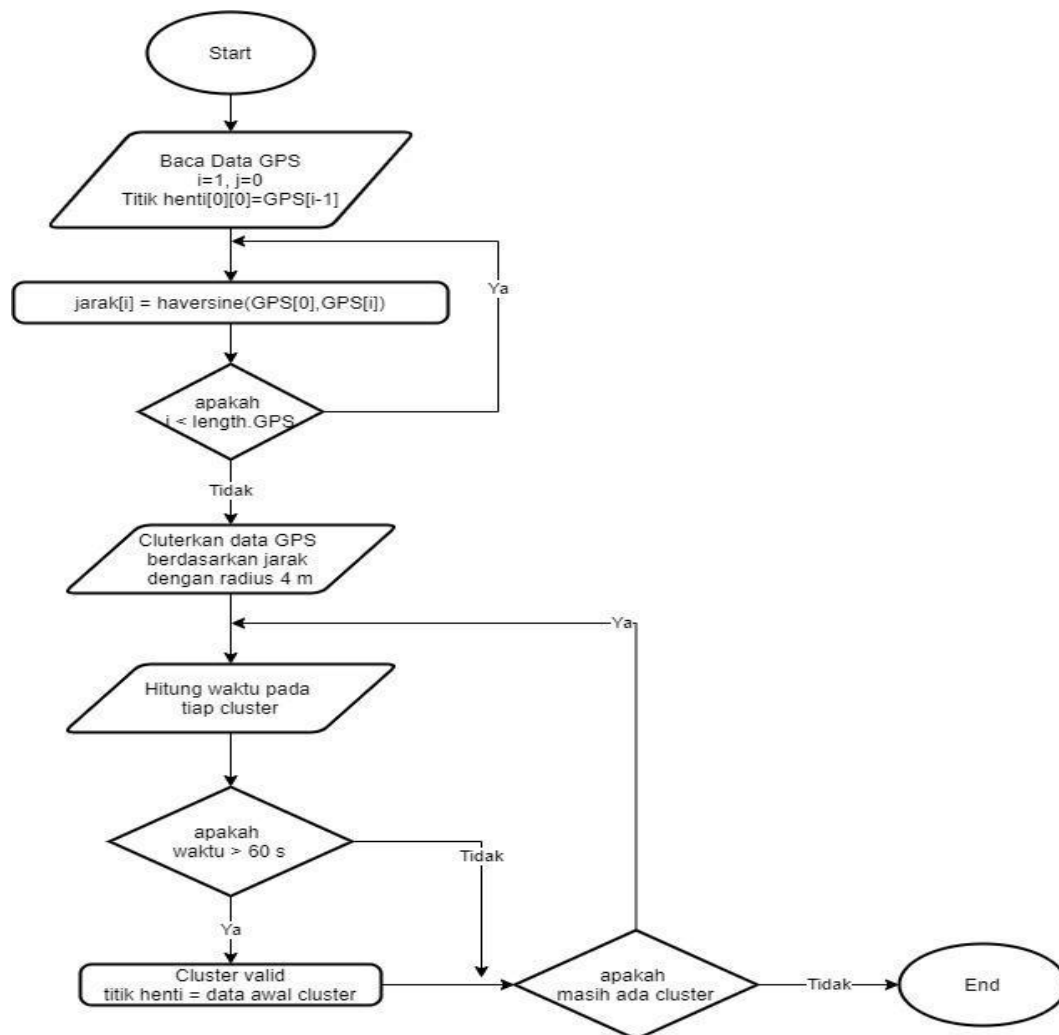 Start
Baca Data GPS
i=1, j=0
Titik henti[0][0]=GPS[i-1]
Ya
jarak[i] = haversine(GPS[0],GPS[i])
apakah
i < length.GPS
Tidak
Cluterkan data GPS
berdasarkan jarak
dengan radius 4 m
Ya
Hitung waktu pada
tiap cluster
apakah
waktu > 60 s
Tidak
Ya
Cluster valid
titik henti = data awal cluster
apakah
masih ada cluster
Tidak
End